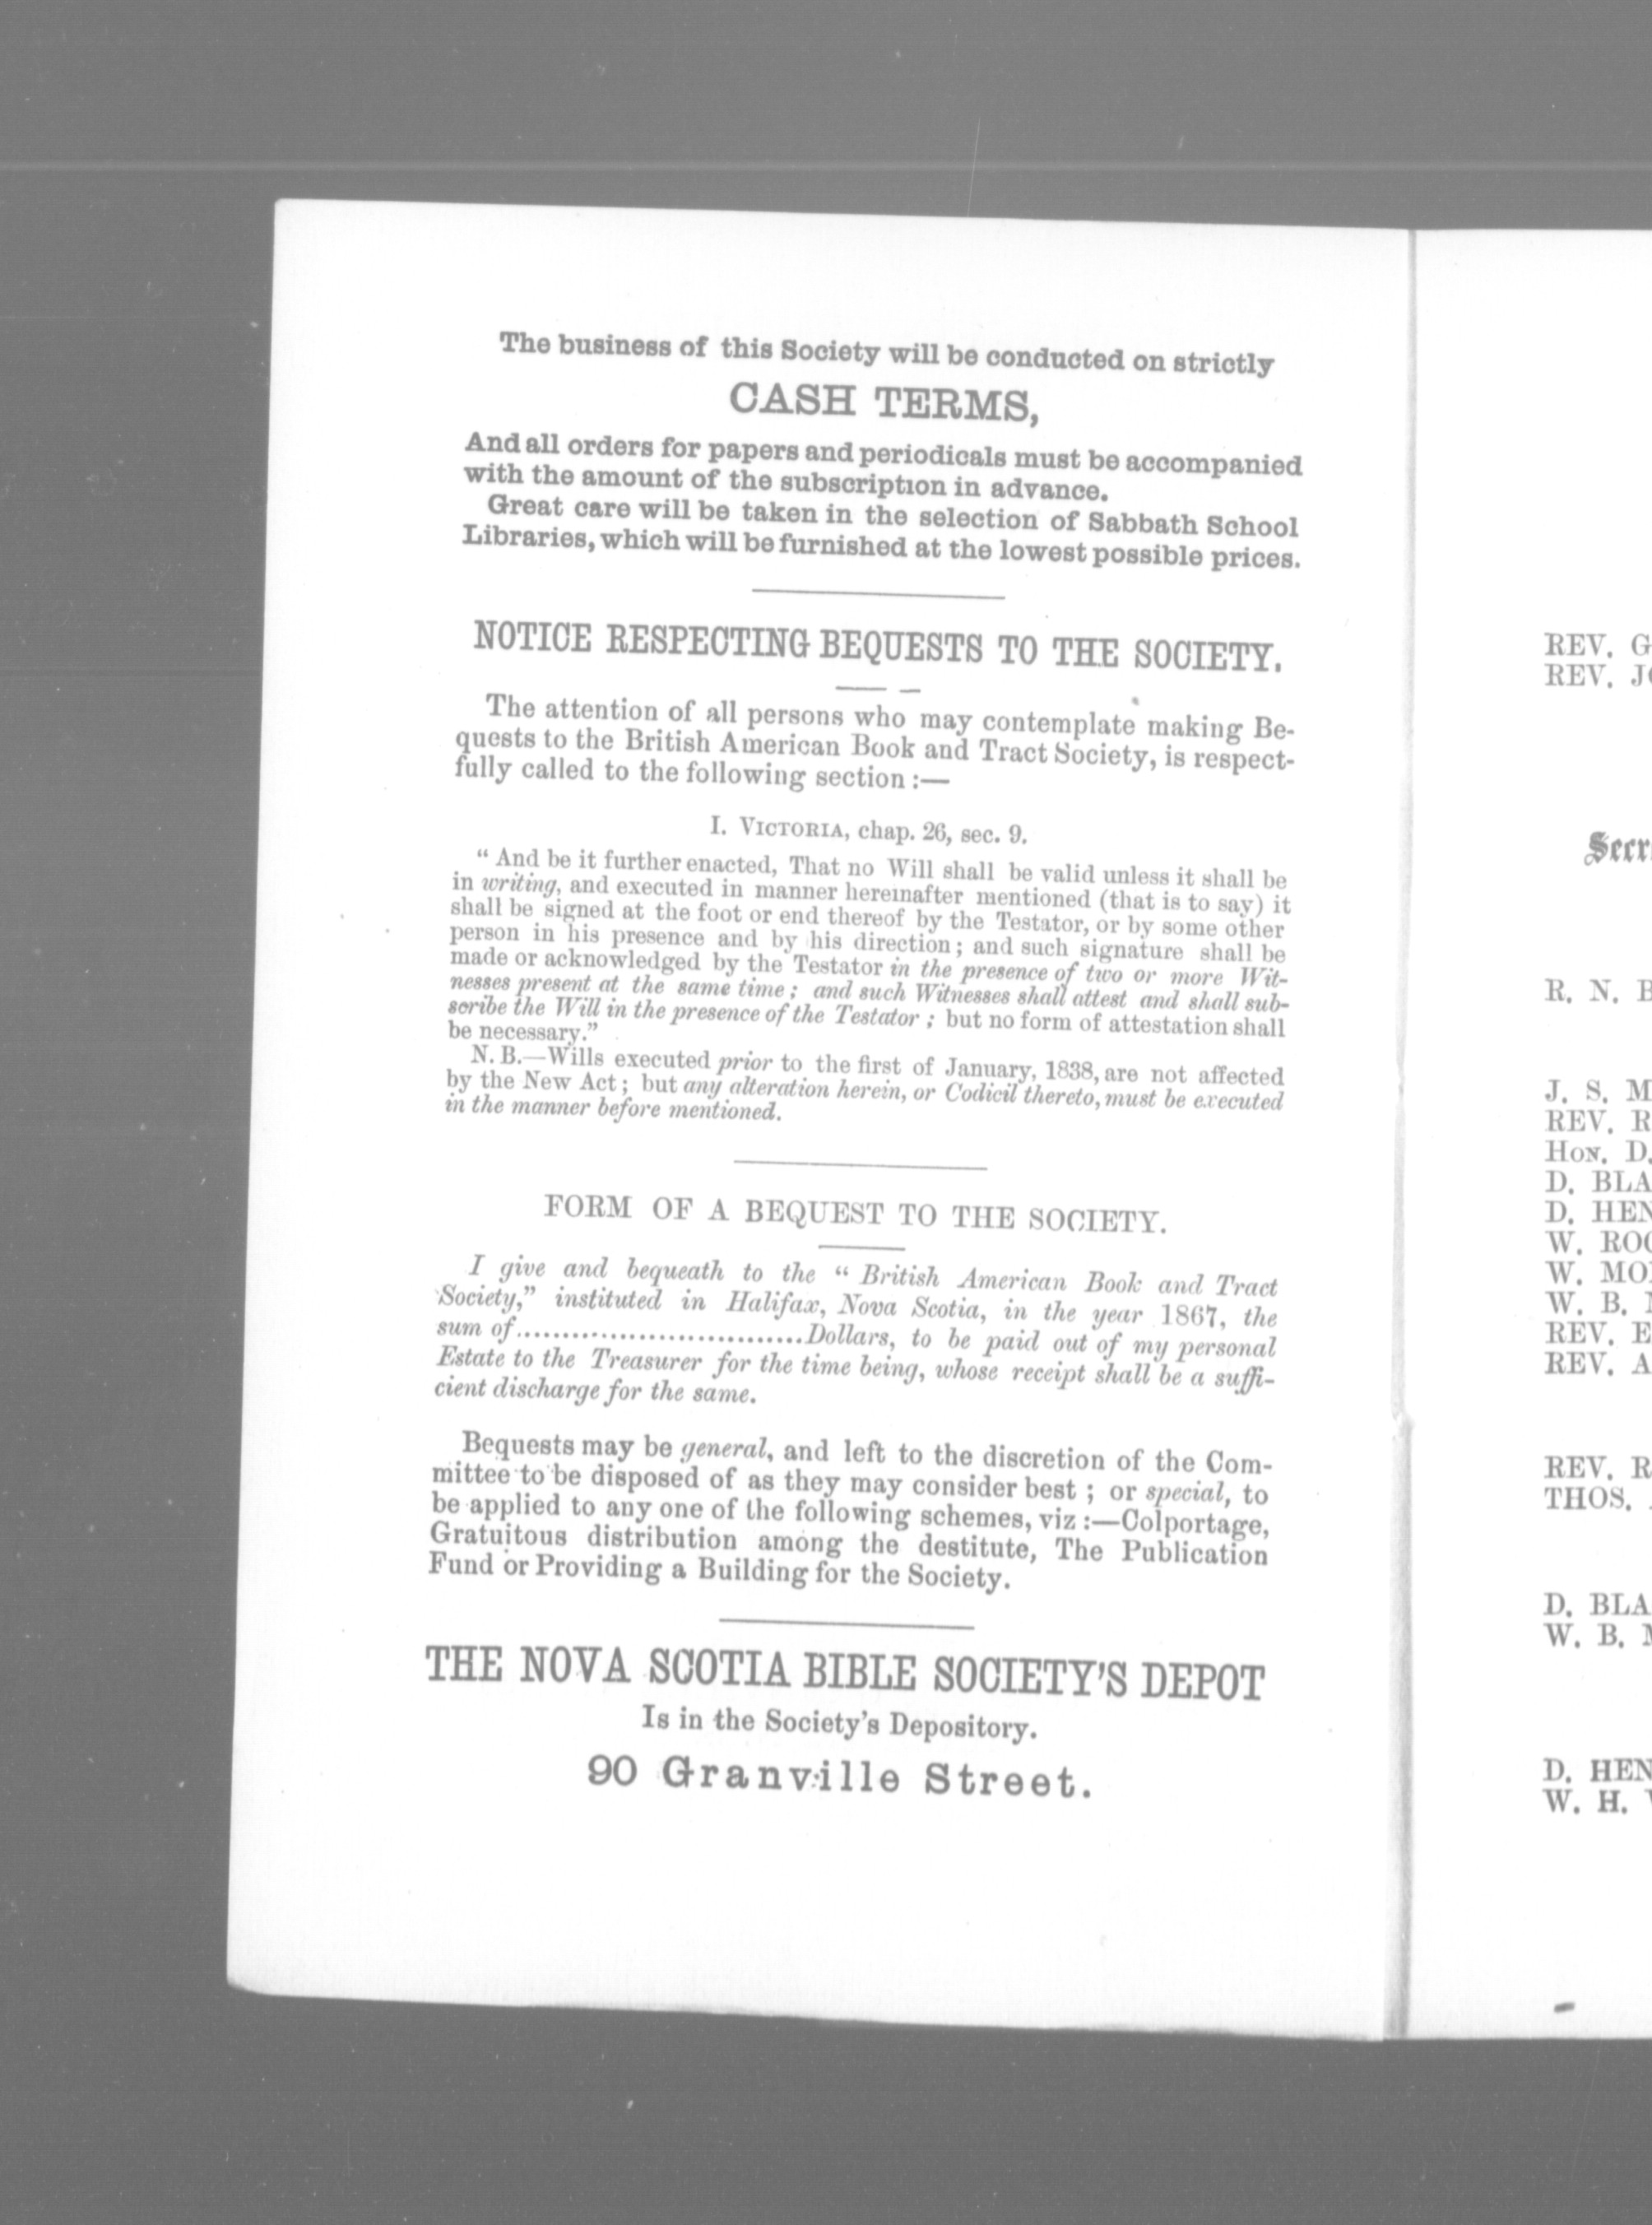 The business of this Society will be conducted on strictly
CASH TERMS,
And all orders for papers and periodicals must be accompanied
with the amount of the subscription in advance.
Great care will be taken in the selection of Sabbath School
Libraries, which will be furnished at the lowest possible prices.
NOTICE RESPECTING BEQUESTS TO THE SOCIETY.
The attention of all persons who may contemplate making Be-
quests to the British American Book and Tract Society, is respect-
fully called to the following section :—
I. VICTORIA, chap. 26, sec. 9.
“ And be it further enacted, That no Will shall be valid unless it shall be
in writing, and executed in manner hereinafter mentioned (that is to say) it
shall be signed at the foot or end thereof by the Testator, or by some other
person in his presence and by his direction ; and such signature shall be
made or acknowledged by the Testator in the presence of two or more Wit-
nesses present at the same time ; and such Witnesses shall attest and shall sub-
scribe the Will in the presence of the Testator ; but no form of attestation shall
be necessary.”
N. B.—Wills executed prior to the first of January, 1838, are not affected
by the New Act ; but any alteration herein, or Codicil thereto, must be executed
in the manner before mentioned.
FORM OF A BEQUEST TO THE SOCIETY.
I give and bequeath to the “ British American Book and Tract
Society,” instituted in Halifax, Nova Scotia, in the year 1867, the
sum of................................Dollars, to be paid out of my personal
Estate to the Treasurer for the time being, whose receipt shall be a suffi-
cient discharge for the same.
Bequests may be general, and left to the discretion of the Com-
mittee to be disposed of as they may consider best ; or special, to
be applied to any one of the following schemes, viz :—Colportage,
Gratuitous distribution among the destitute, The Publication
Fund or Providing a Building for the Society.
THE NOVA SCOTIA BIBLE SOCIETY'S DEPOT
Is in the Society's Depository.
90 Granville Street.
REV. G
REV. J
Secr
R. N. B
J. S. M
REV. R
HON. D.
D. BLA
D. HEN
W. ROC
W. MO
W. B.
REV. E
REV. A
REV. R
THOS.
D. BLA
W. B. M
D. HEN
W. H.